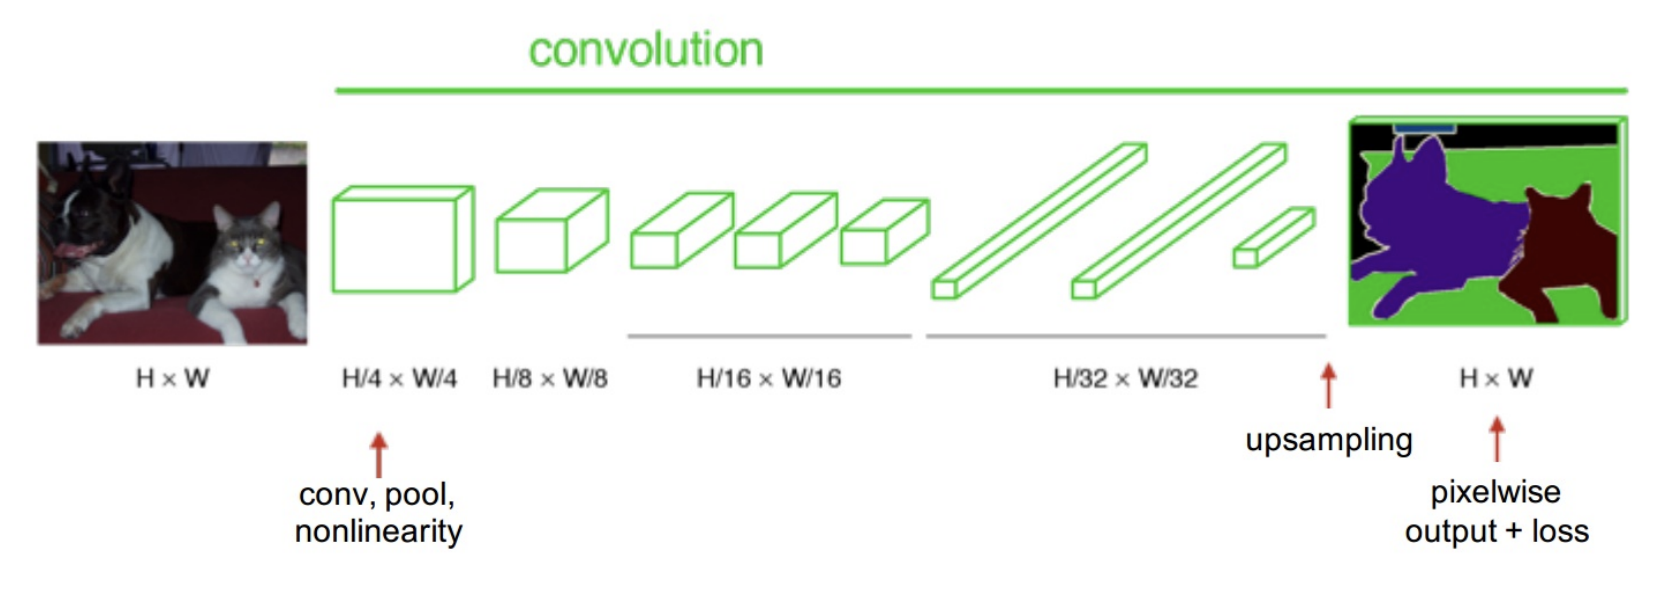 convolution
H × W
H/4 × W/4
H/8 × W/8
H/16 × W/16
H/32 × W/32
H × W
upsampling
conv, pool,
nonlinearity
pixelwise
output + loss